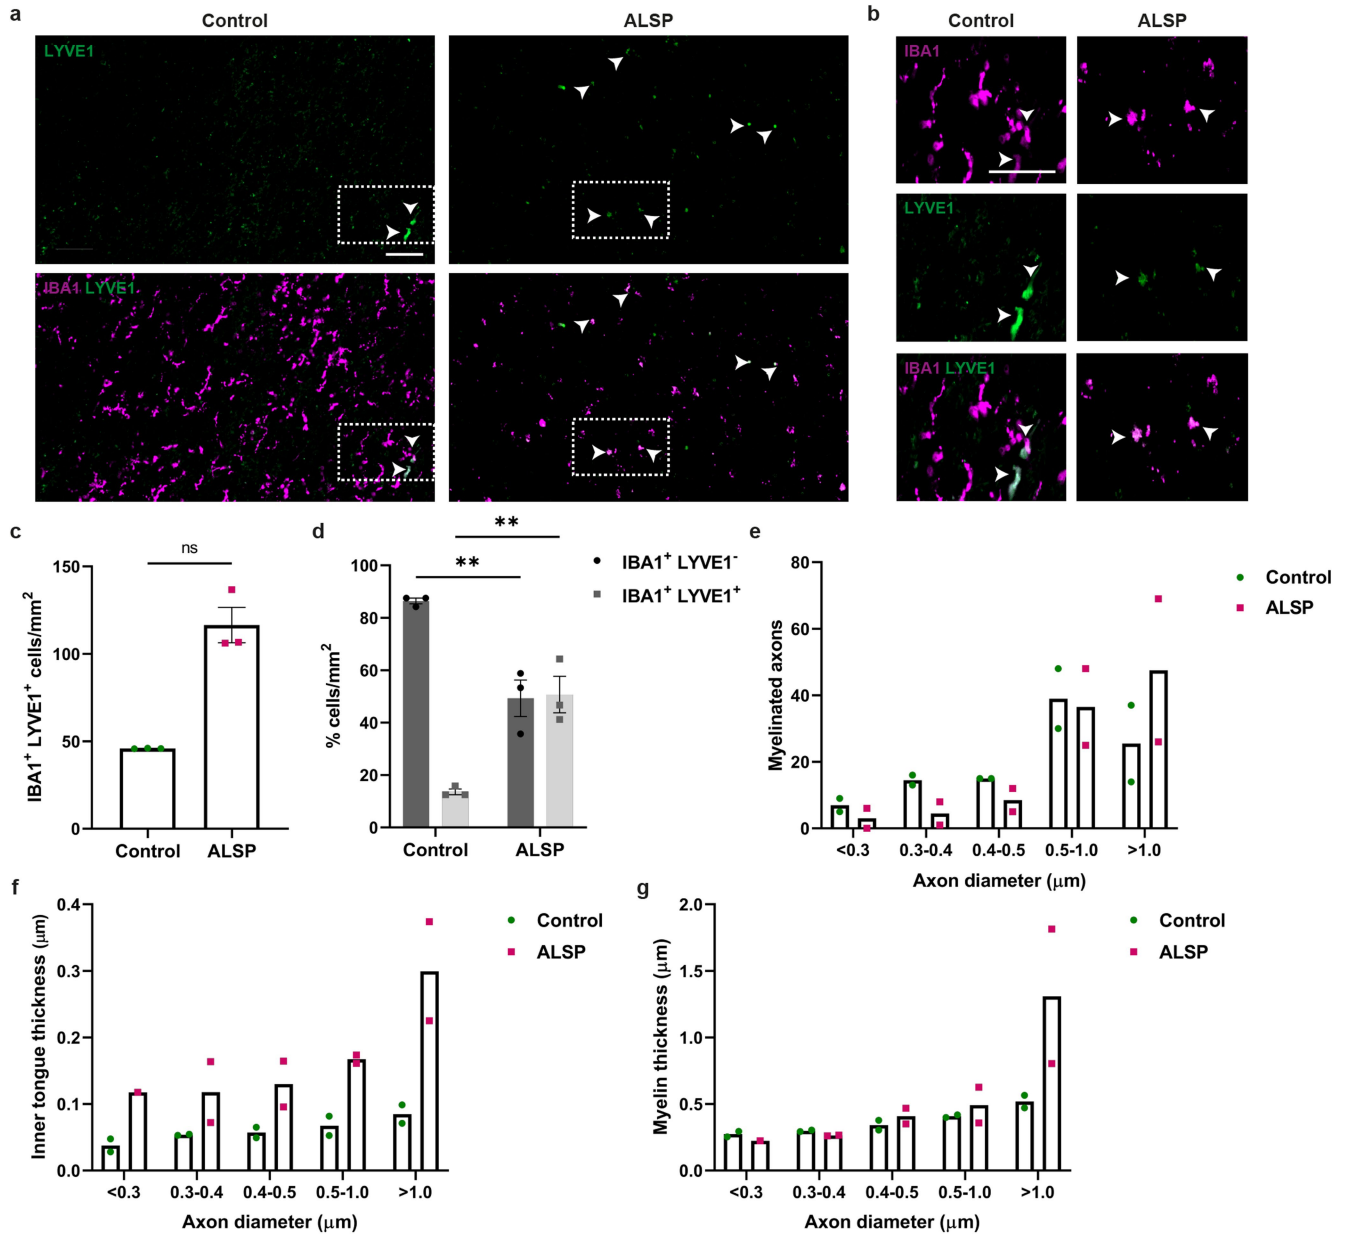 a
Control
ALSP
LYVE1
IBA1 LYVE1
b
Control
ALSP
IBA1
LYVE1
IBA1 LYVE1
c
ns
IBA1+ LYVE1+ cells/mm2
150
100
50
0
Control
ALSP
d
**
**
% cells/mm2
100
80
60
40
20
0
Control
ALSP
IBA1+ LYVE1-
IBA1+ LYVE1+
e
Myelinated axons
80
60
40
20
0
<0.3
0.3-0.4
0.4-0.5
0.5-1.0
>1.0
Axon diameter (μm)
Control
ALSP
f
Inner tongue thickness (μm)
0.4
0.3
0.2
0.1
0.0
<0.3
0.3-0.4
0.4-0.5
0.5-1.0
>1.0
Axon diameter (μm)
Control
ALSP
g
Myelin thickness (μm)
2.0
1.5
1.0
0.5
0.0
<0.3
0.3-0.4
0.4-0.5
0.5-1.0
>1.0
Axon diameter (μm)
Control
ALSP